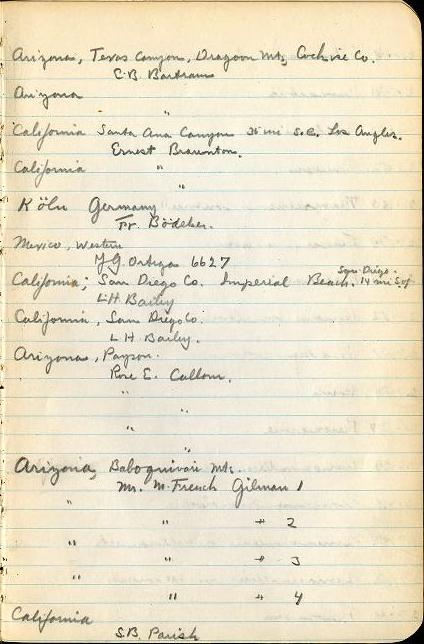 Arizona, Texas Canyon, Dragoon Mts, Cochise Co.
E.B. Bartram
Arizona
"
California Santa Ana Canyon 35 mi S.E. Los Angles.
Ernest Braunton.
California "
"
Köln Germany
Fr. Bödeker.
Mexico, Western
J G. Ortega 6627
California; San Diego Co. Imperial Beach. 14 mi S. of San Diego.
L H Bailey
California, San Diego Co.
L H Bailey.
Arizona, Payson.
Rose E. Collom.
"
"
"
"
Arizona, Baboquivari Mts.
Mr. M. French Gilman 1
"
" " 2
"
" " 3
"
" " 4
California
S.B. Parish